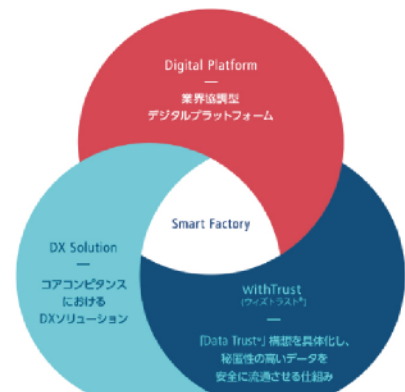 Digital Platform
業界協調型
デジタルプラットフォーム
Smart Factory
DX Solution
コアコンピタンス
における
DXソリューション
withTrust
(ウィズトラスト®)
「Data Trust®」構想を具体化し、
秘匿性の高いデータを
安全に流通させる仕組み